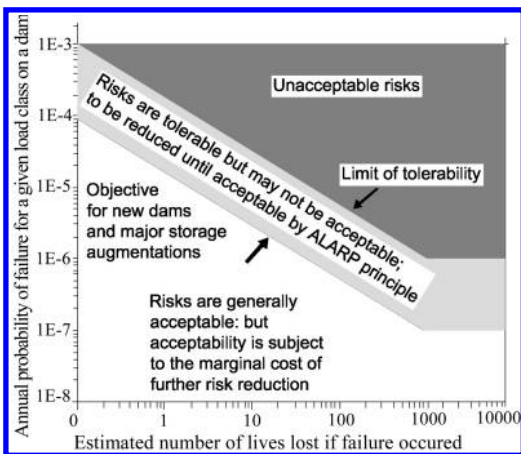 Annual probability of failure for a given load class on a dam
1E-3
1E-4
1E-5
1E-6
1E-7
1E-8
Unacceptable risks
Risks are tolerable but may not be acceptable;
to be reduced until acceptable by ALARP principle
Limit of tolerability
Objective
for new dams
and major storage
augmentations
Risks are generally
acceptable: but
acceptability is subject
to the marginal cost of
further risk reduction
0 1 10 100 1000 10000
Estimated number of lives lost if failure occured